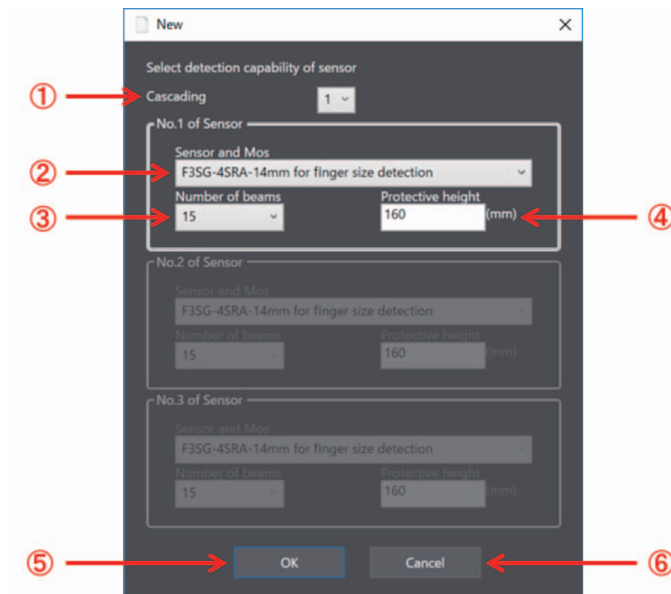 New
Select detection capability of sensor
① Cascading 1
No.1 of Sensor
Sensor and Mos
② F3SG-4SRA-14mm for finger size detection
Number of beams Protective height
③ 15 160 (mm) ④
No.2 of Sensor
Sensor and Mos
F3SG-4SRA-14mm for finger size detection
Number of beams Protective height
15 160 (mm)
No.3 of Sensor
Sensor and Mos
F3SG-4SRA-14mm for finger size detection
Number of beams Protective height
15 160 (mm)
⑤ OK Cancel ⑥